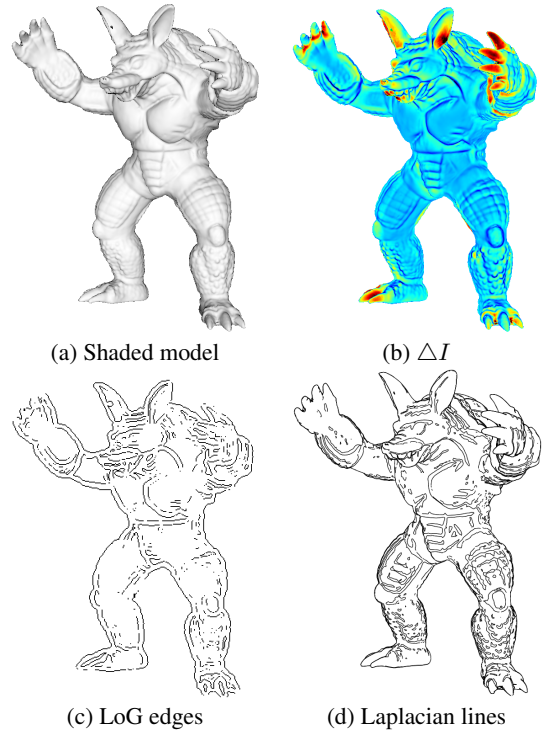 (a) Shaded model
(b) △I
(c) LoG edges
(d) Laplacian lines